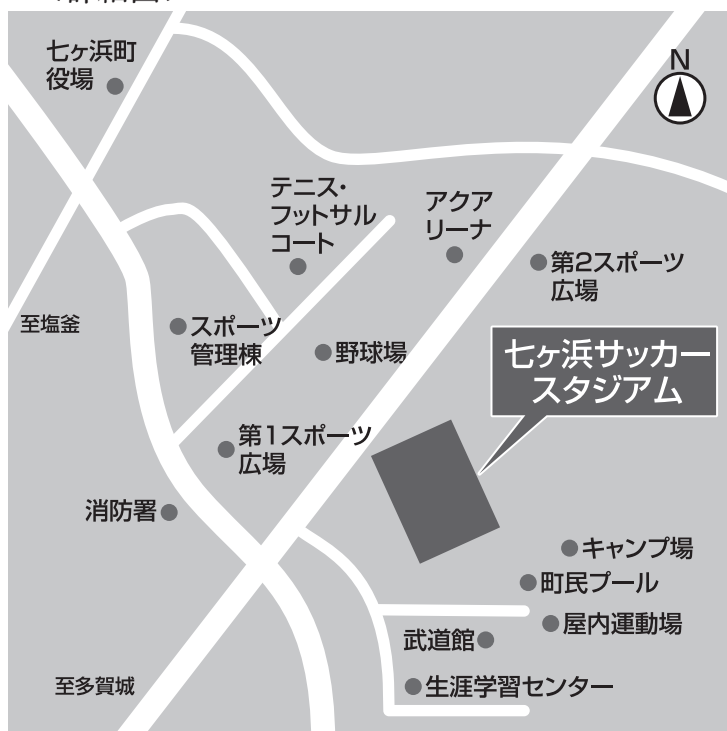 七ヶ浜町
役場
N
テニス・
フットサル
コート
アクア
リーナ
第2スポーツ
広場
至塩釜
スポーツ
管理棟
野球場
七ヶ浜サッカー
スタジアム
第1スポーツ
広場
消防署
キャンプ場
町民プール
屋内運動場
武道館
至多賀城
生涯学習センター